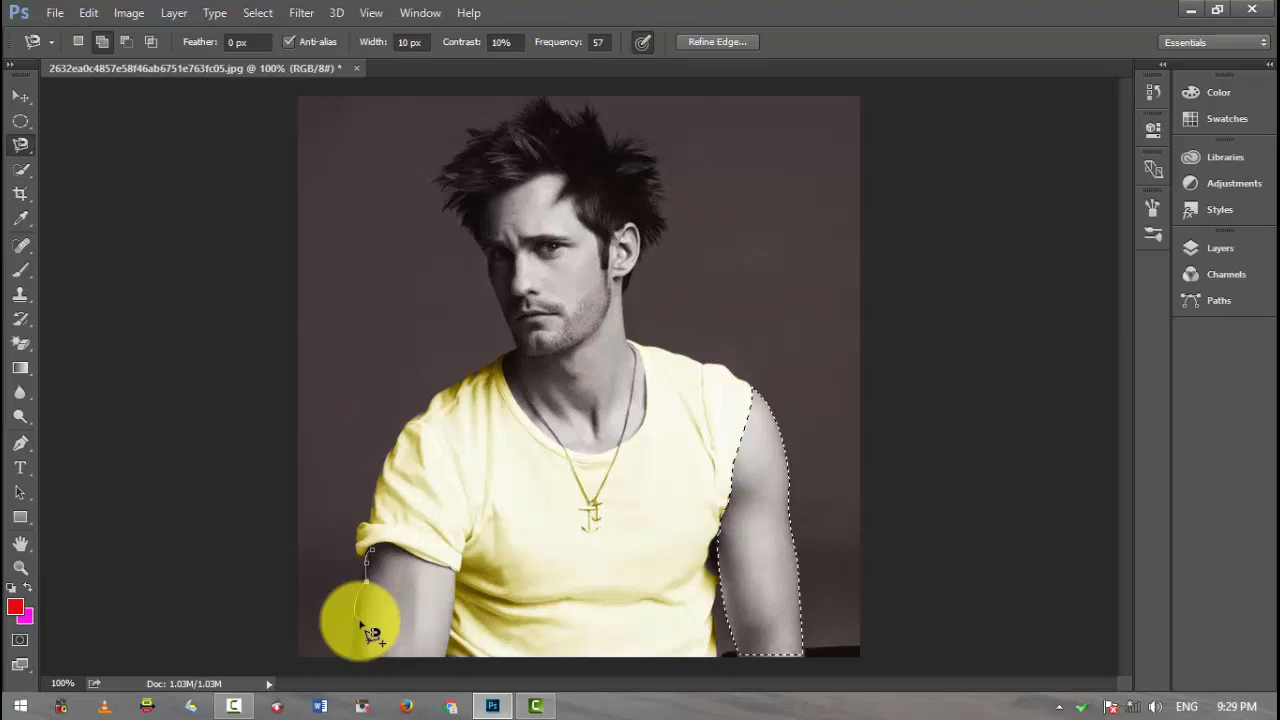 Ps File Edit Image Layer Type Select Filter 3D View Window Help
Feather: 0 px Anti-alias Width: 10 px Contrast: 10% Frequency: 57 Refine Edge... Essentials
2632ea0c4857e58f46ab6751e763fc05.jpg @ 100% (RGB/8#) *
Color
Swatches
Libraries
Adjustments
Styles
Layers
Channels
Paths
100% Doc: 1.03M/1.03M
ENG 9:29 PM